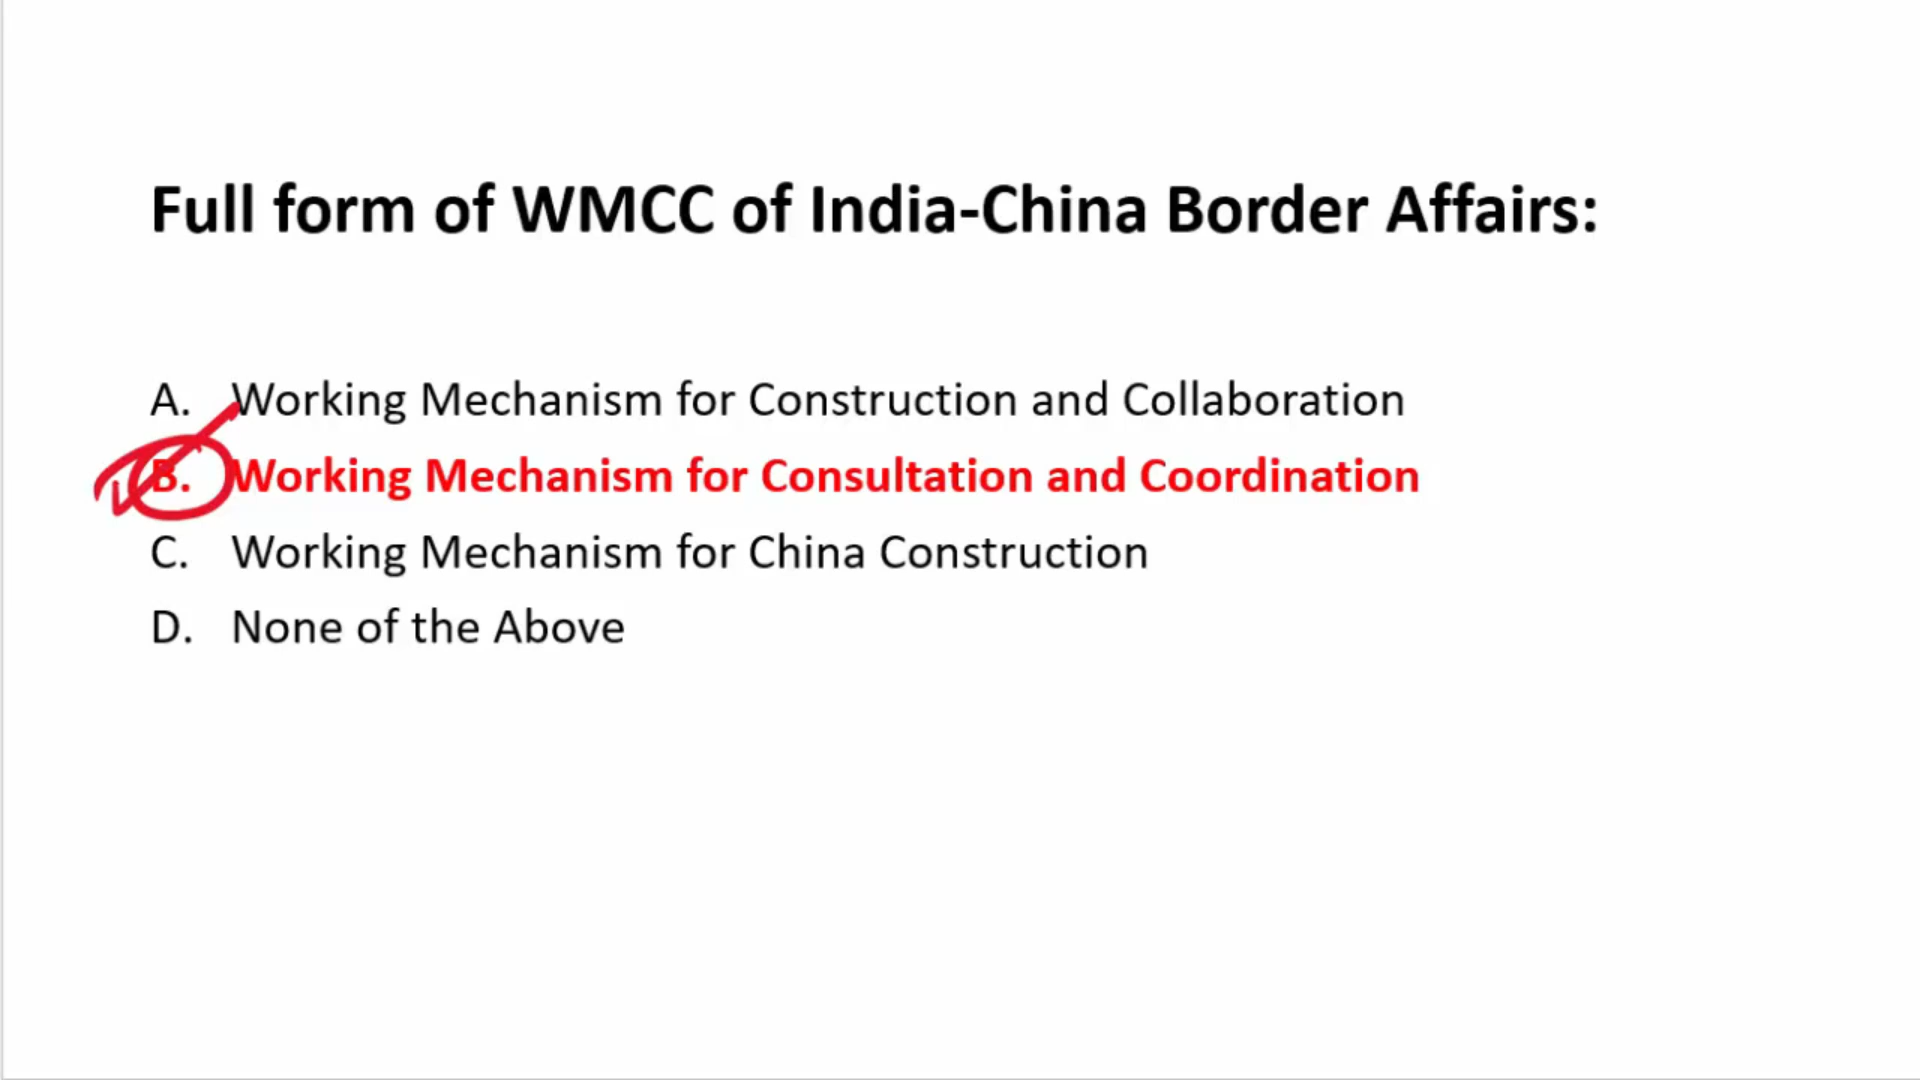 Full form of WMCC of India-China Border Affairs:
A. Working Mechanism for Construction and Collaboration
B. Working Mechanism for Consultation and Coordination
C. Working Mechanism for China Construction
D. None of the Above